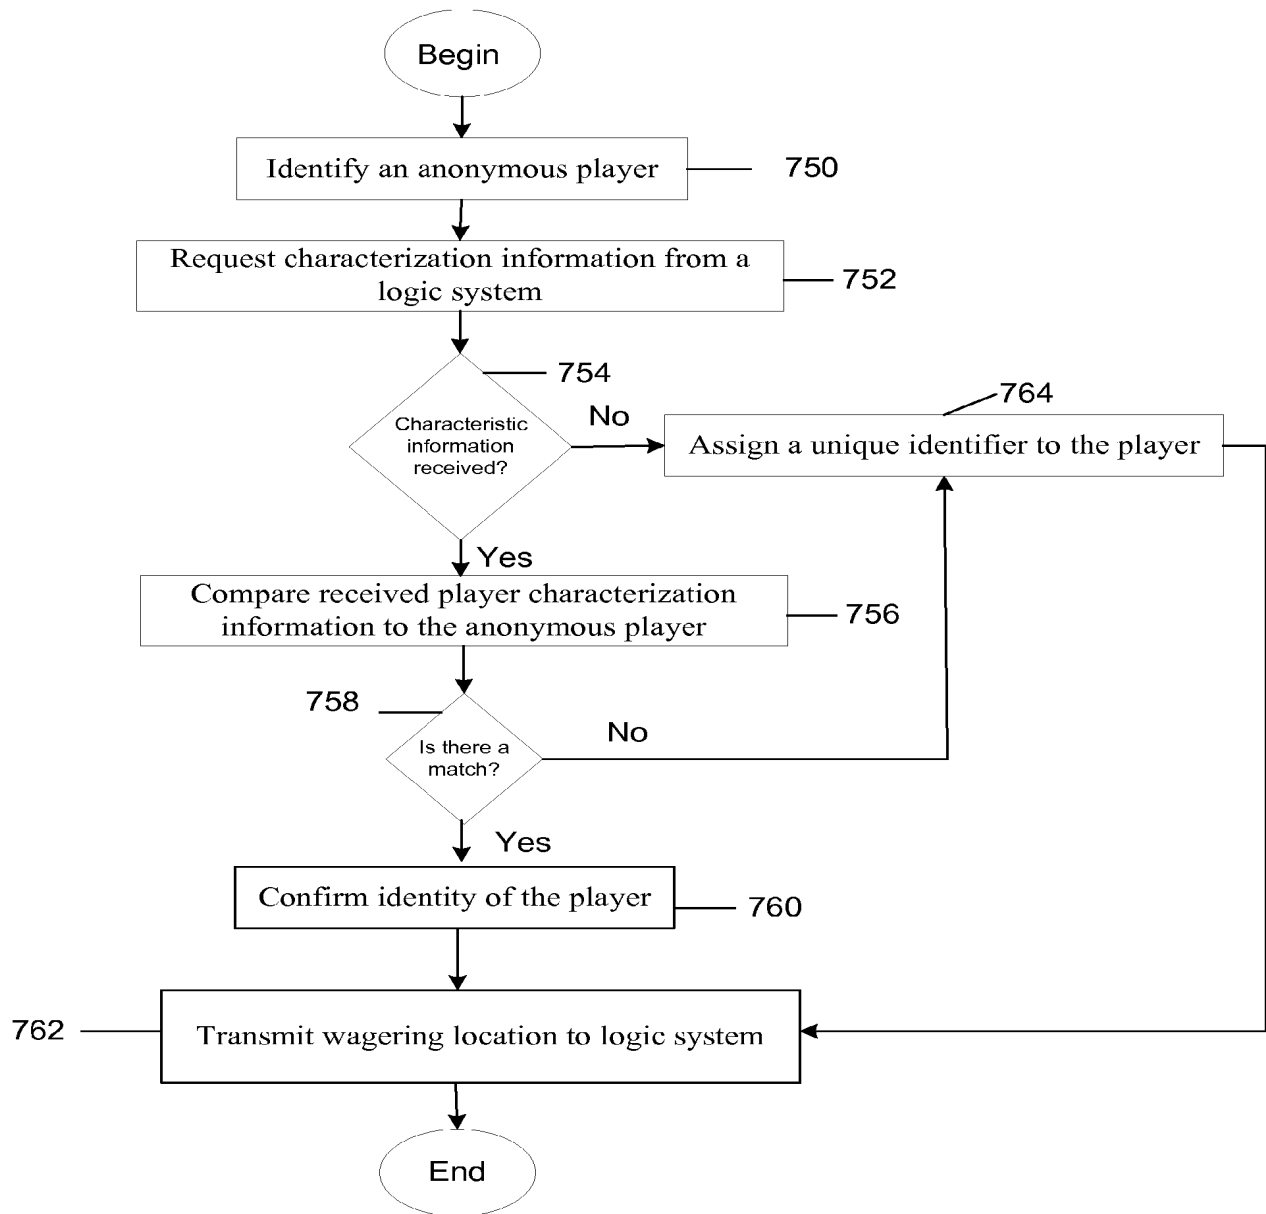 Begin
Identify an anonymous player
750
Request characterization information from a
logic system
752
754
Characteristic
information
received?
No
764
Assign a unique identifier to the player
Yes
Compare received player characterization
information to the anonymous player
756
758
Is there a
match?
No
Yes
Confirm identity of the player
760
762
Transmit wagering location to logic system
End